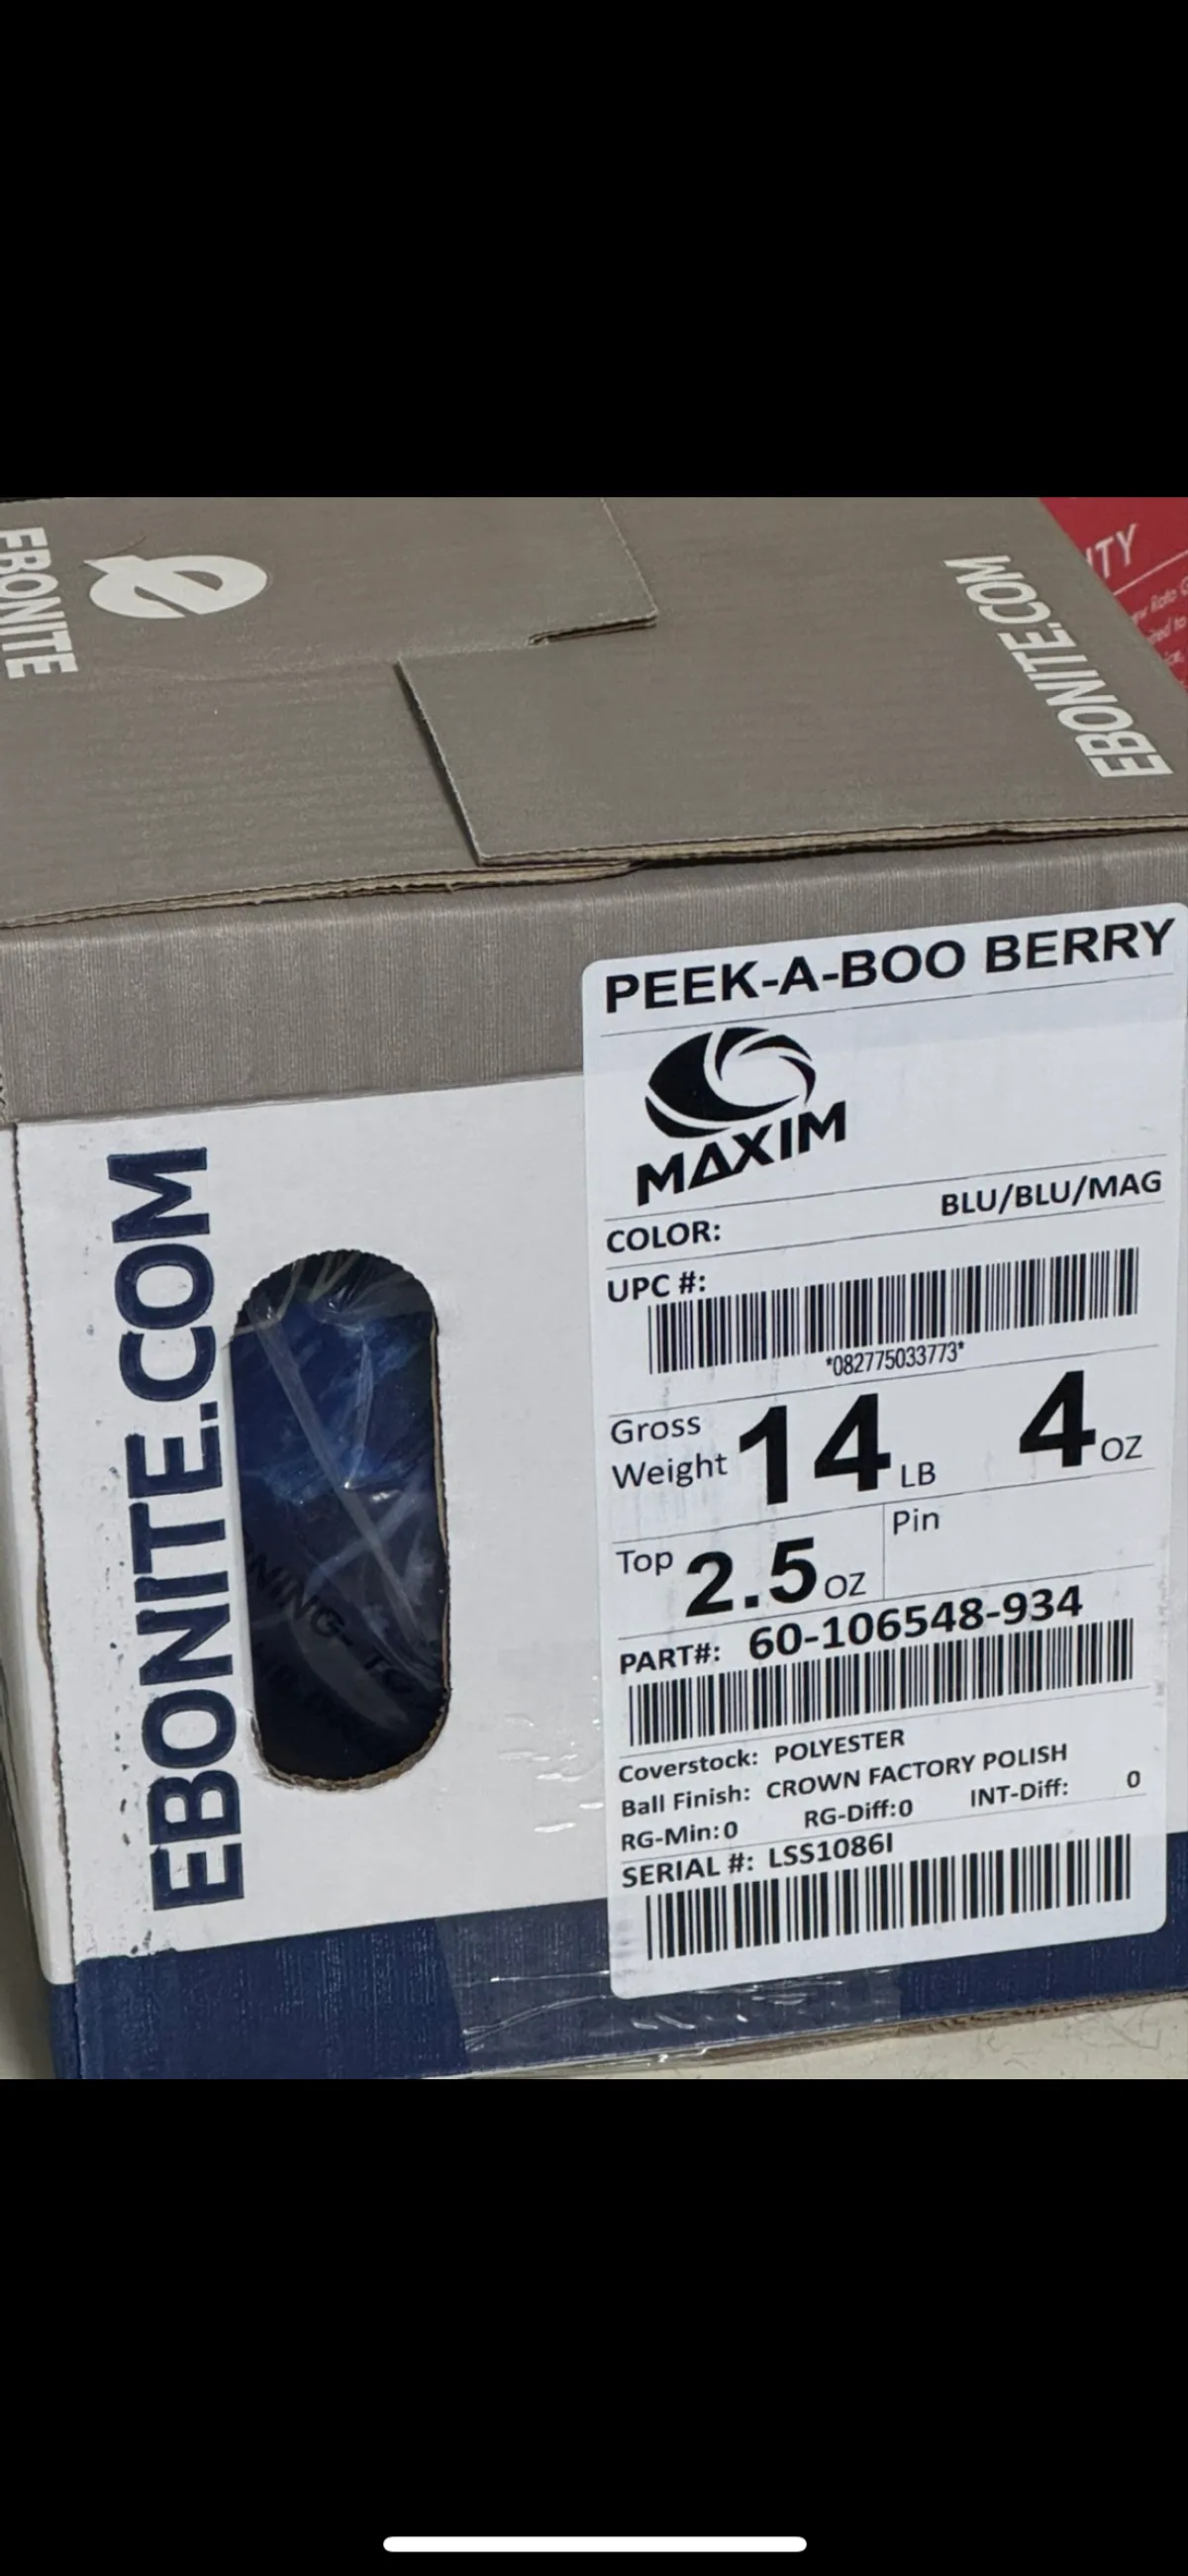 EBONITE
EBONITE.COM
ITY
EBONITE.COM
PEEK-A-BOO BERRY
MAXIM
COLOR: BLU/BLU/MAG
UPC #:
*082775033773*
Gross Weight 14 LB 4 OZ
Top 2.5 OZ Pin
PART#: 60-106548-934
Coverstock: POLYESTER
Ball Finish: CROWN FACTORY POLISH
RG-Min: 0 RG-Diff:0 INT-Diff: 0
SERIAL #: LSS1086I